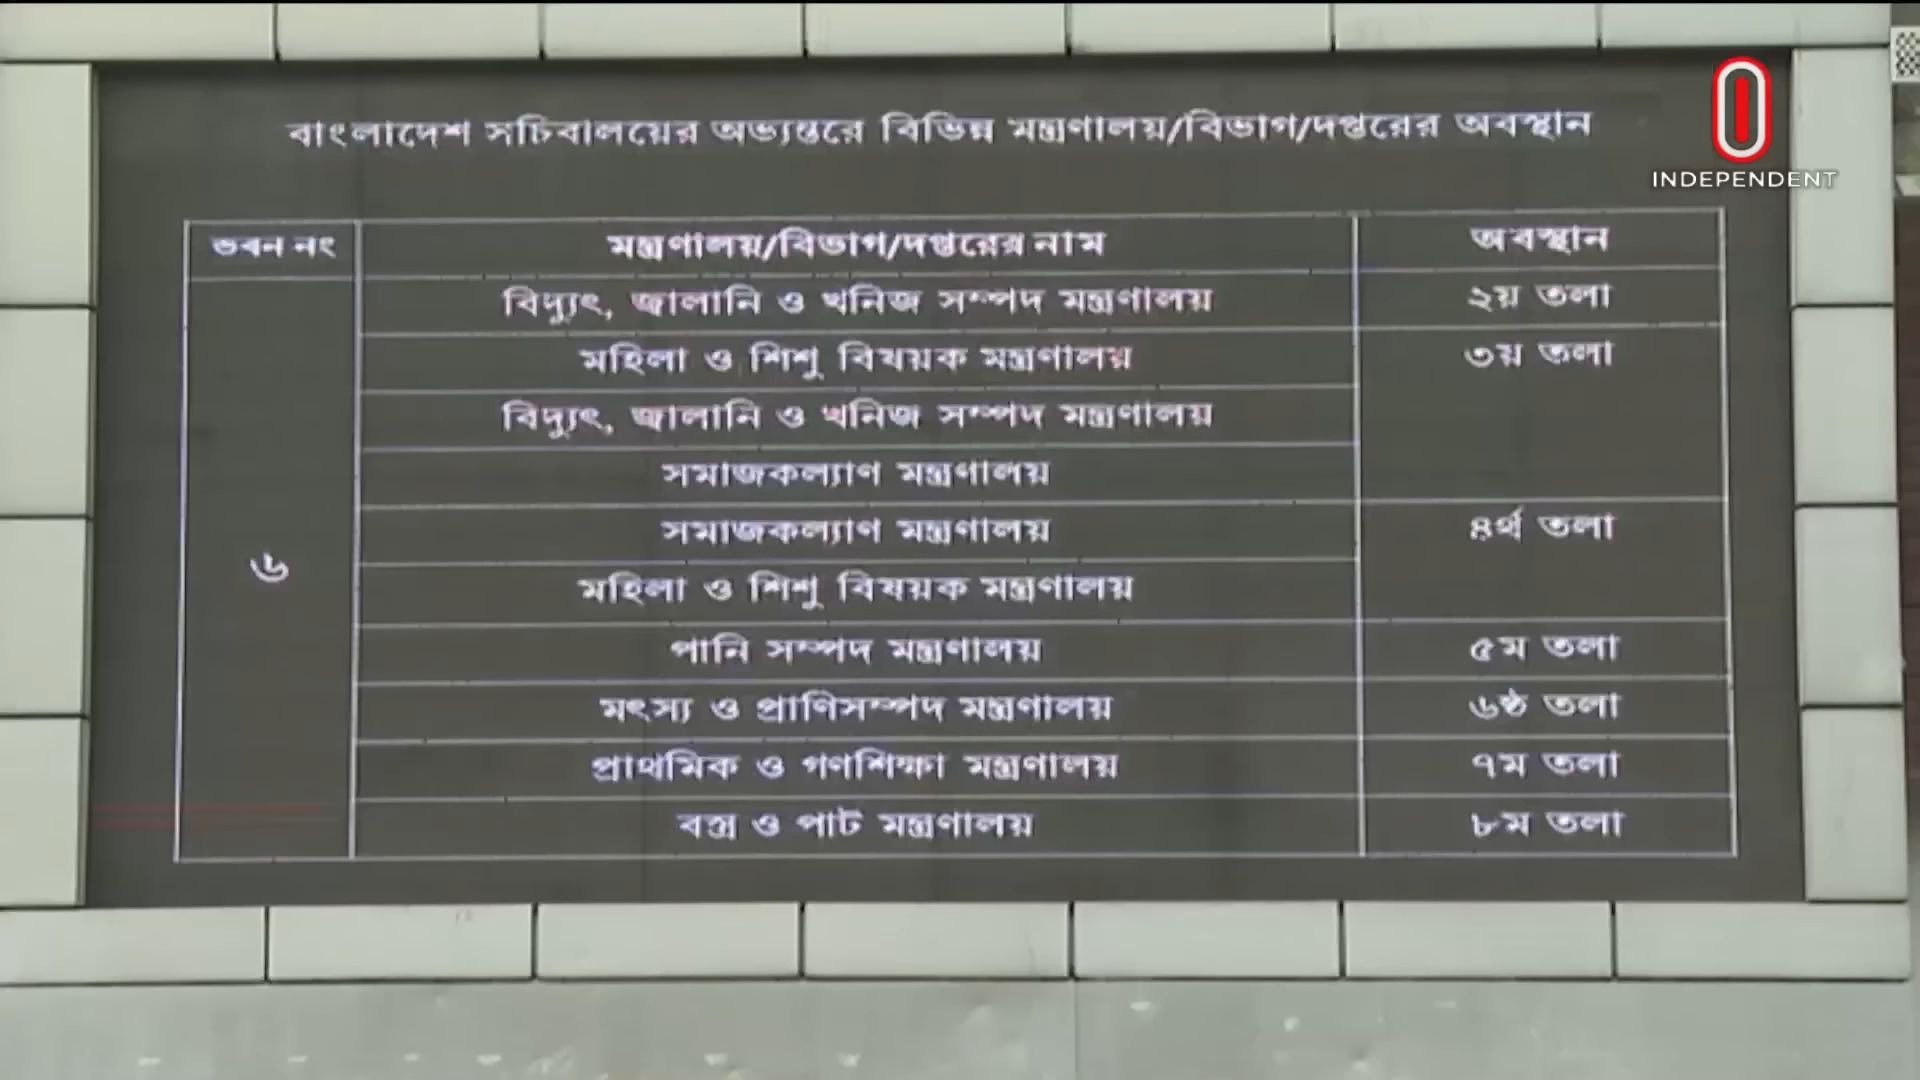 বাংলাদেশ সচিবালয়ের অভ্যন্তরে বিভিন্ন মন্ত্রণালয়/বিভাগ/দপ্তরের অবস্থান
INDEPENDENT
ভবন নং মন্ত্রণালয়/বিভাগ/দপ্তরের নাম অবস্থান
বিদ্যুৎ, জ্বালানি ও খনিজ সম্পদ মন্ত্রণালয় ২য় তলা
মহিলা ও শিশু বিষয়ক মন্ত্রণালয় ৩য় তলা
বিদ্যুৎ, জ্বালানি ও খনিজ সম্পদ মন্ত্রণালয়
সমাজকল্যাণ মন্ত্রণালয়
সমাজকল্যাণ মন্ত্রণালয় ৪র্থ তলা
৬
মহিলা ও শিশু বিষয়ক মন্ত্রণালয়
পানি সম্পদ মন্ত্রণালয় ৫ম তলা
মৎস্য ও প্রাণিসম্পদ মন্ত্রণালয় ৬ষ্ঠ তলা
প্রাথমিক ও গণশিক্ষা মন্ত্রণালয় ৭ম তলা
বস্ত্র ও পাট মন্ত্রণালয় ৮ম তলা